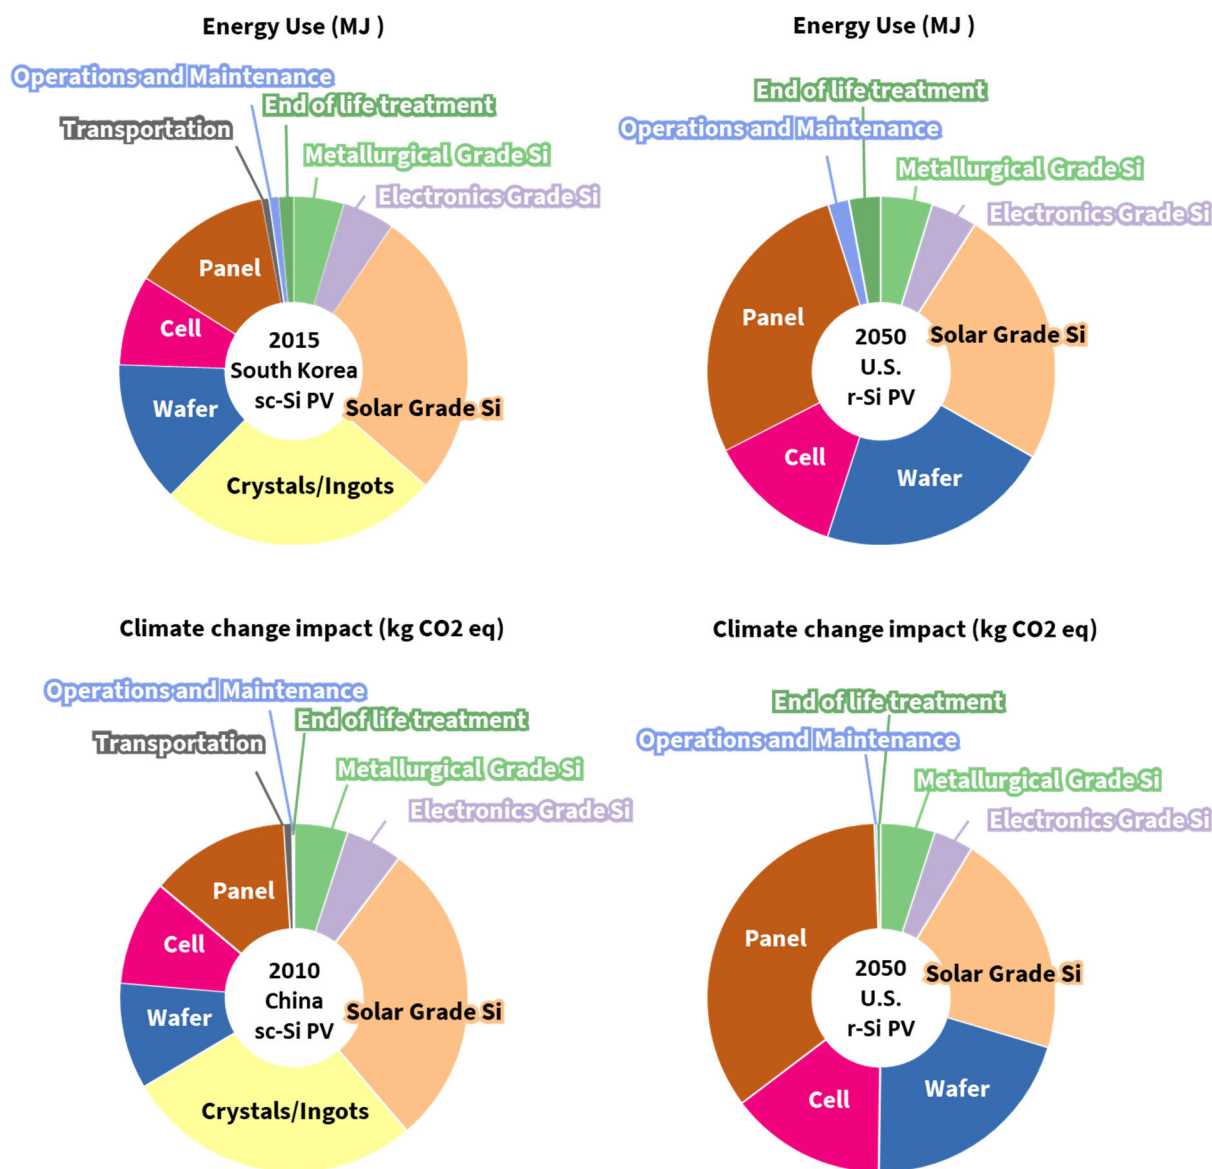 Energy Use (MJ )
Operations and Maintenance
End of life treatment
Transportation
Metallurgical Grade Si
Electronics Grade Si
Panel
Cell
2015
South Korea
sc-Si PV
Wafer
Solar Grade Si
Crystals/Ingots
Energy Use (MJ )
End of life treatment
Operations and Maintenance
Metallurgical Grade Si
Electronics Grade Si
Panel
2050
U.S.
r-Si PV
Solar Grade Si
Cell
Wafer
Climate change impact (kg CO2 eq)
Operations and Maintenance
End of life treatment
Transportation
Metallurgical Grade Si
Electronics Grade Si
Panel
Cell
2010
China
sc-Si PV
Wafer
Solar Grade Si
Crystals/Ingots
Climate change impact (kg CO2 eq)
End of life treatment
Operations and Maintenance
Metallurgical Grade Si
Electronics Grade Si
Panel
2050
U.S.
r-Si PV
Solar Grade Si
Cell
Wafer